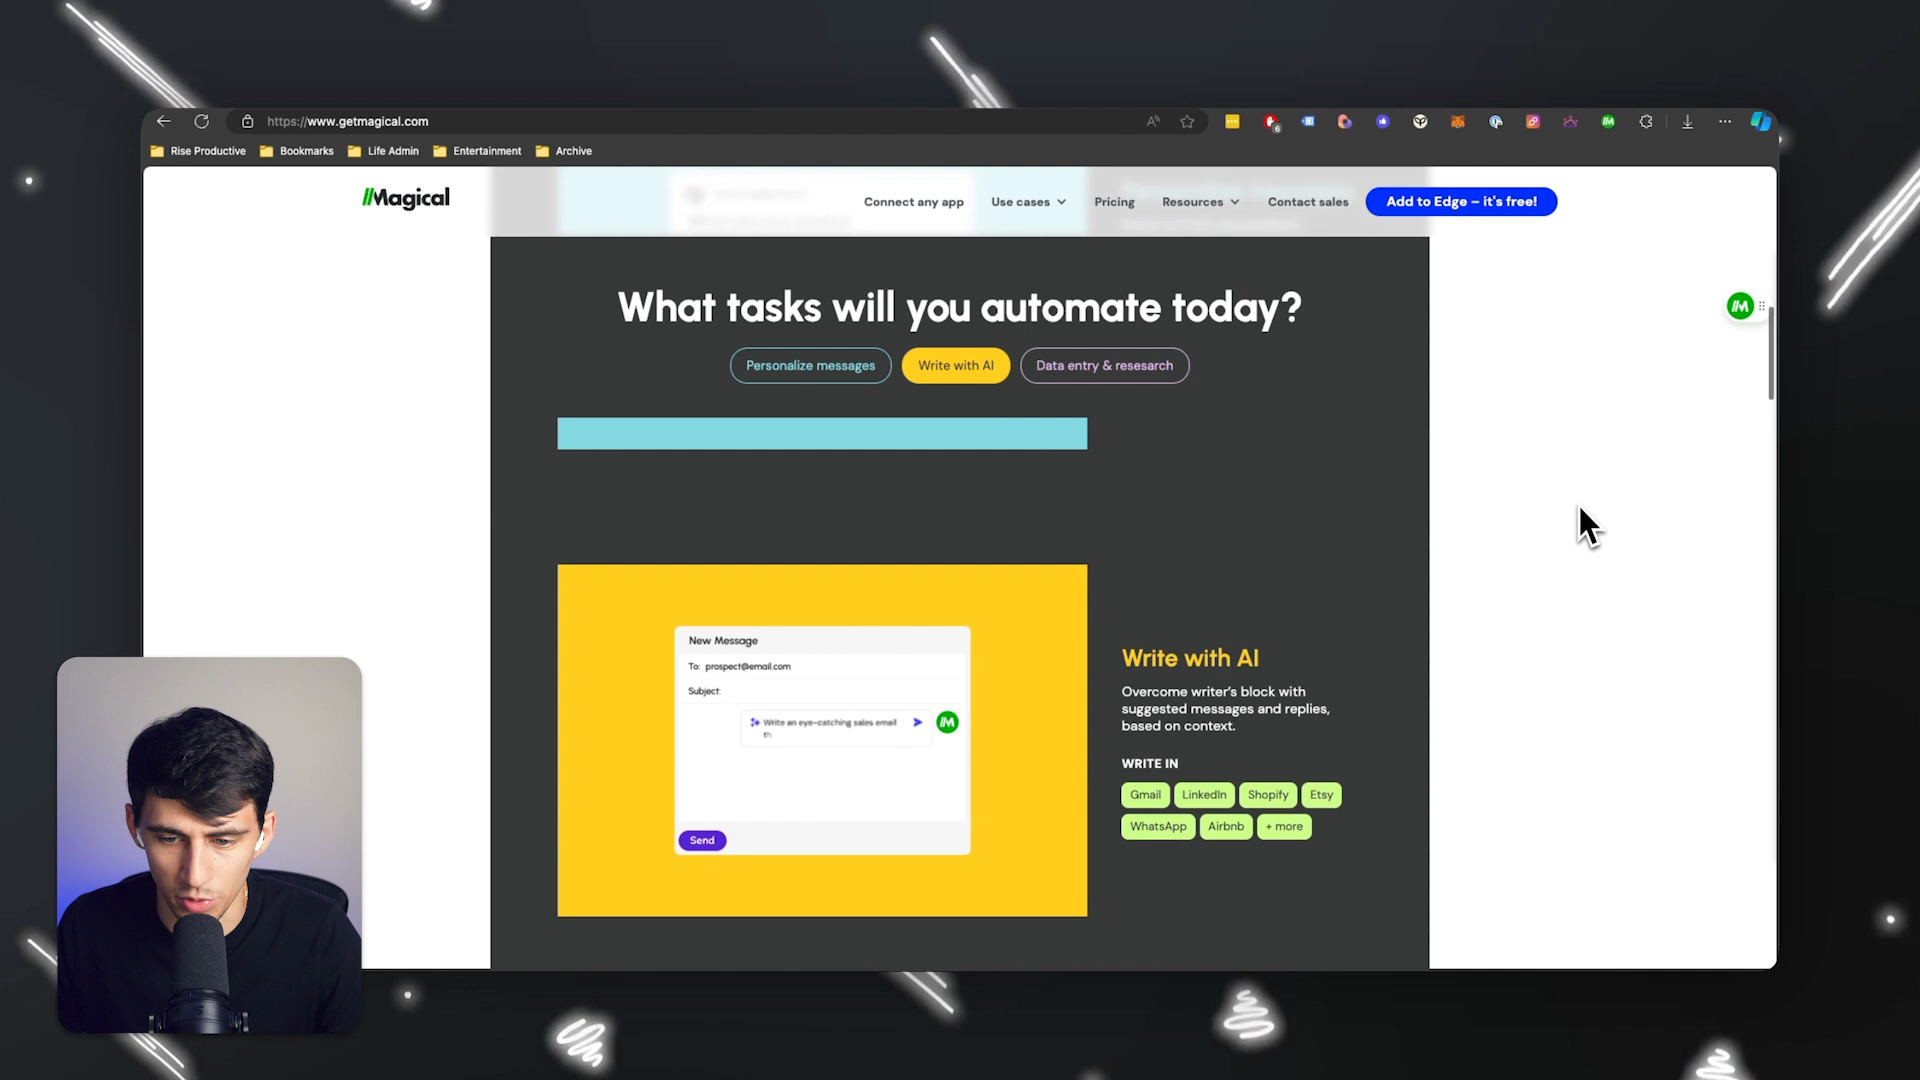 https://www.getmagical.com
6
Rise Productive
Bookmarks
Life Admin
Entertainment
Archive
Magical
Connect any app
Use cases
Pricing
Resources
Contact sales
Add to Edge – it's free!
What tasks will you automate today?
Personalize messages
Write with AI
Data entry & resesarch
New Message
To: prospect@email.com
Subject:
Write an eye-catching sales email
th
Send
Write with AI
Overcome writer's block with
suggested messages and replies,
based on context.
WRITE IN
Gmail
LinkedIn
Shopify
Etsy
WhatsApp
Airbnb
+ more